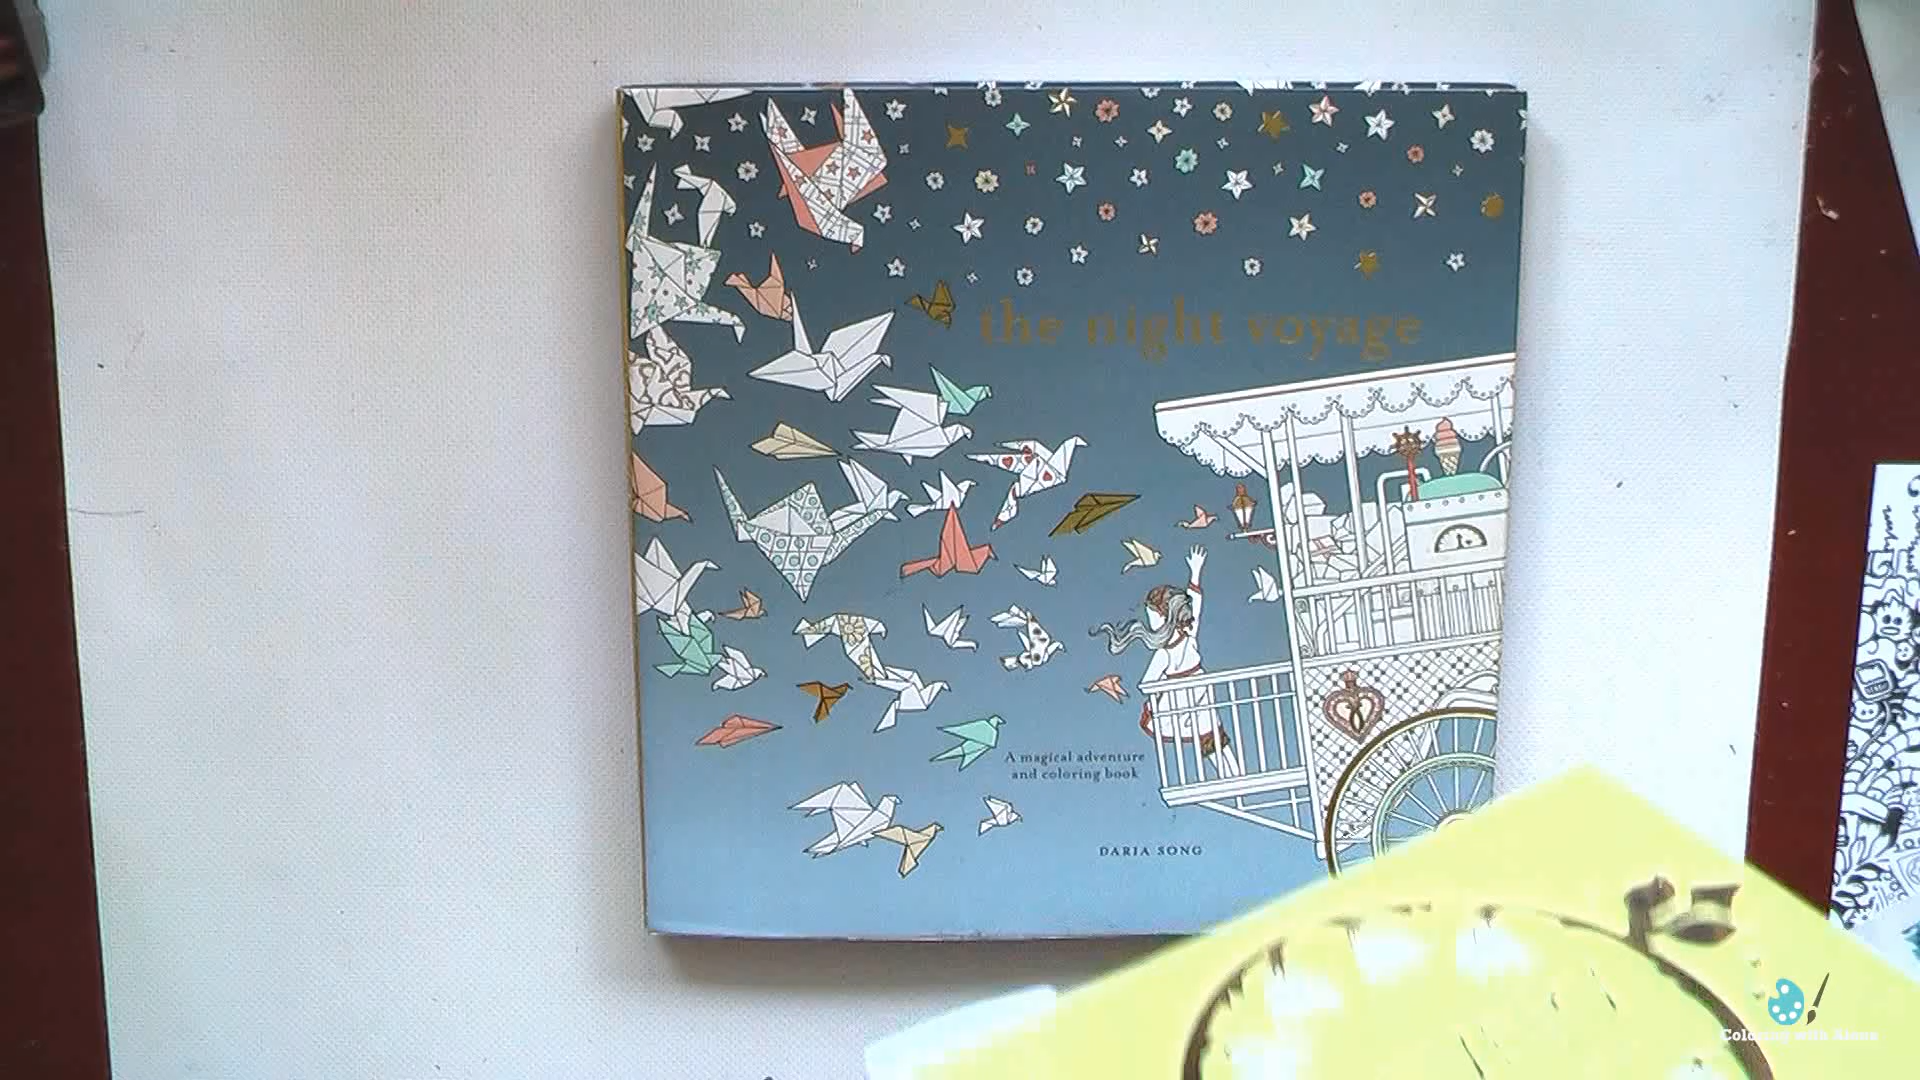 the night voyage
A magical adventure
and coloring book
DARIA SONG